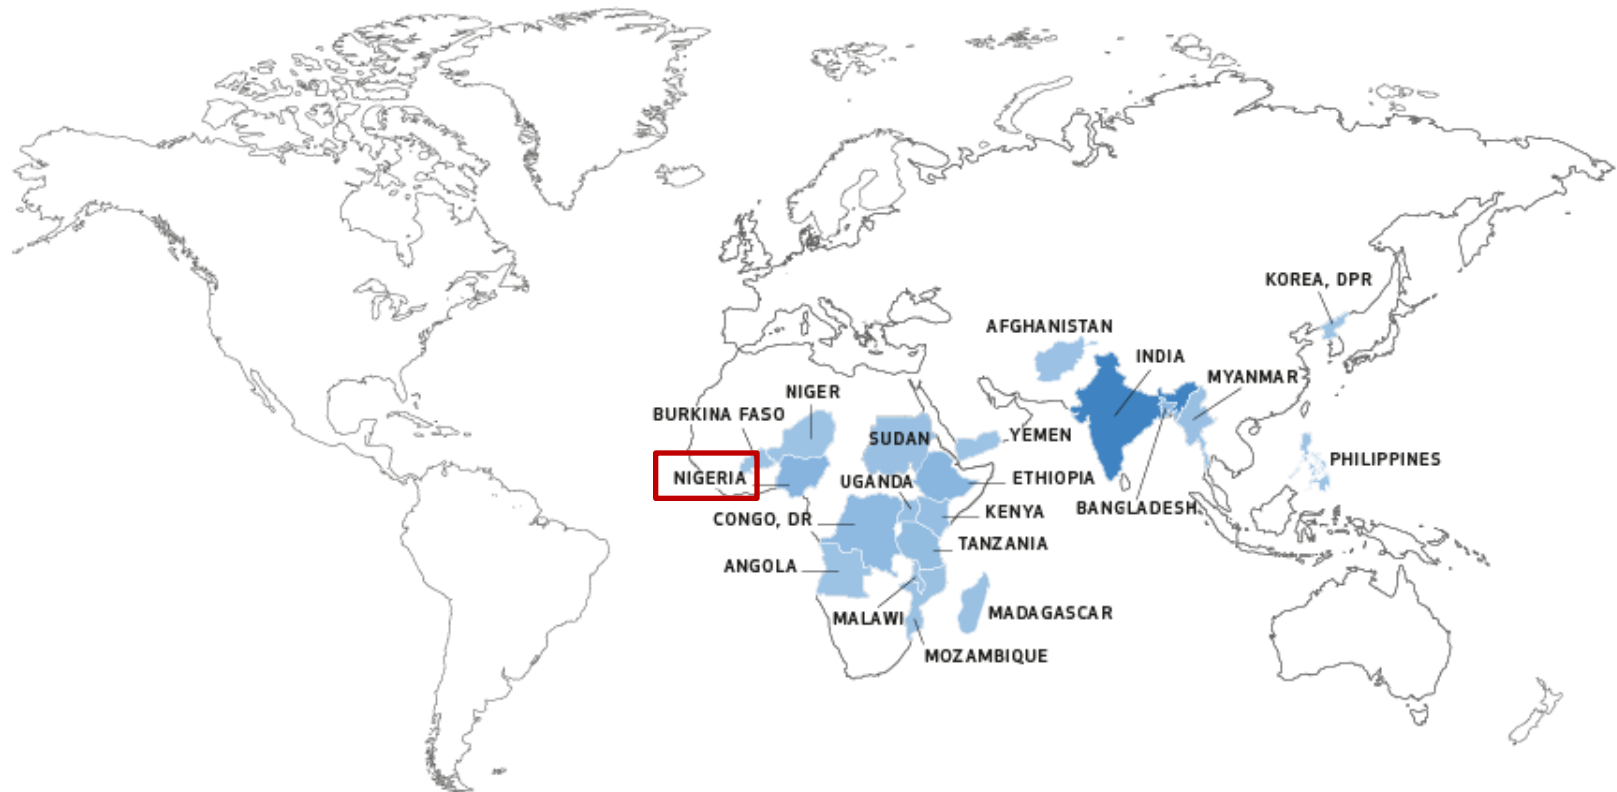 KOREA, DPR
AFGHANISTAN
INDIA
MYANMAR
NIGER
BURKINA FASO
SUDAN
YEMEN
PHILIPPINES
NIGERIA
UGANDA
ETHIOPIA
BANGLADESH
KENYA
CONGO, DR
TANZANIA
ANGOLA
MALAWI
MADAGASCAR
MOZAMBIQUE